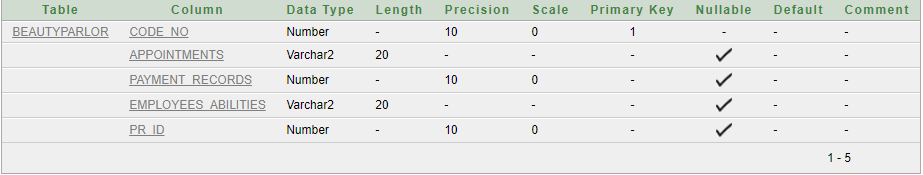 Table Column Data Type Length Precision Scale Primary Key Nullable Default Comment
BEAUTYPARLOR CODE_NO Number - 10 0 1 - - -
APPOINTMENTS Varchar2 20 - - - ✓ - -
PAYMENT_RECORDS Number - 10 0 - ✓ - -
EMPLOYEES_ABILITIES Varchar2 20 - - - ✓ - -
PR_ID Number - 10 0 - ✓ - -
1 - 5